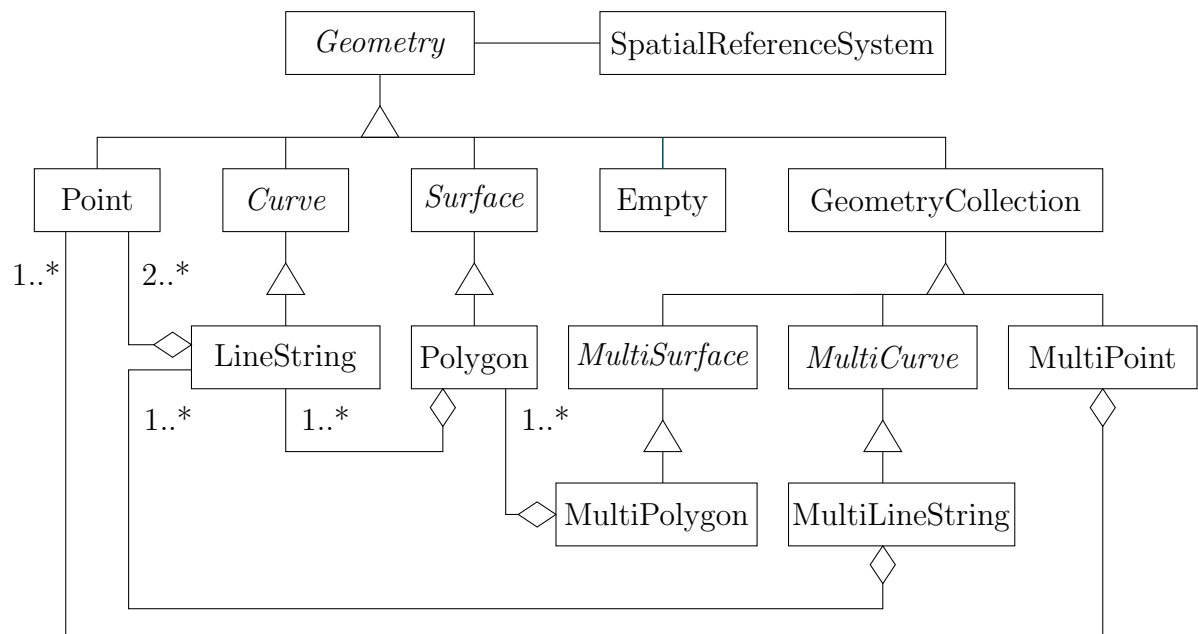 Geometry
SpatialReferenceSystem
Point
Curve
Surface
Empty
GeometryCollection
1..*
2..*
LineString
Polygon
MultiSurface
MultiCurve
MultiPoint
1..*
1..*
1..*
MultiPolygon
MultiLineString